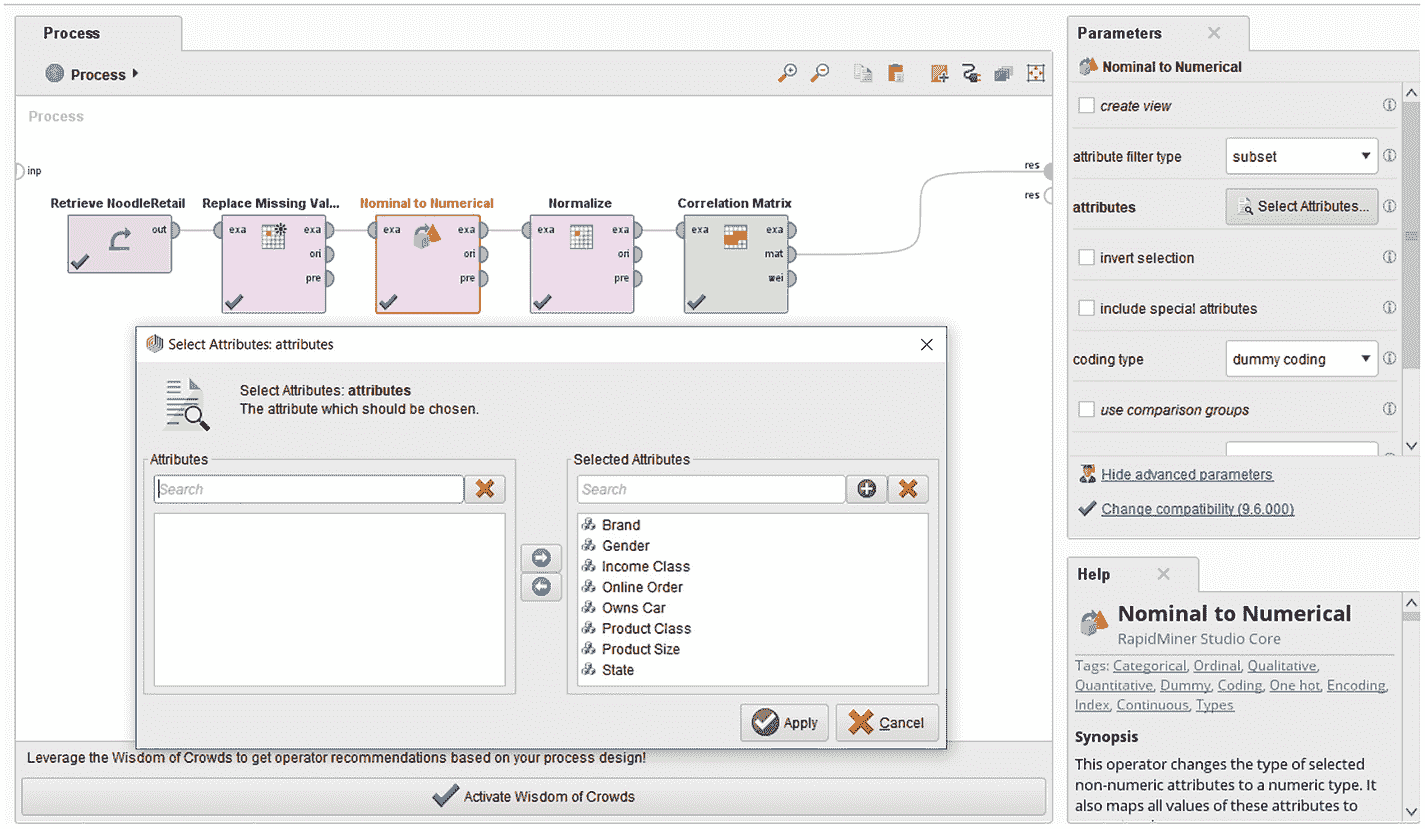 Process
Process
Process
inp
res
res
Retrieve NoodleRetail
Replace Missing Val...
Nominal to Numerical
Normalize
Correlation Matrix
out
exa
exa
ori
pre
exa
exa
ori
pre
exa
exa
ori
pre
exa
exa
mat
wei
Select Attributes: attributes
Select Attributes: attributes
The attribute which should be chosen.
Attributes
Search
Selected Attributes
Search
Brand
Gender
Income Class
Online Order
Owns Car
Product Class
Product Size
State
Apply
Cancel
Leverage the Wisdom of Crowds to get operator recommendations based on your process design!
Activate Wisdom of Crowds
Parameters
Nominal to Numerical
create view
attribute filter type
subset
attributes
Select Attributes...
invert selection
include special attributes
coding type
dummy coding
use comparison groups
Hide advanced parameters
Change compatibility (9.6.000)
Help
Nominal to Numerical
RapidMiner Studio Core
Tags: Categorical, Ordinal, Qualitative,
Quantitative, Dummy, Coding, One hot, Encoding,
Index, Continuous, Types
Synopsis
This operator changes the type of selected
non-numeric attributes to a numeric type. It
also maps all values of these attributes to